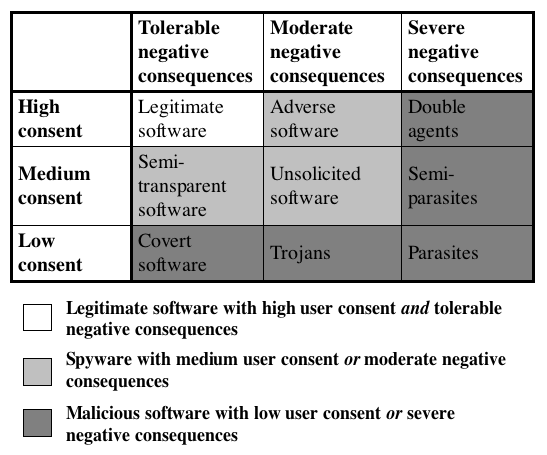 Tolerable negative consequences
Moderate negative consequences
Severe negative consequences
High consent
Legitimate software
Adverse software
Double agents
Medium consent
Semi-transparent software
Unsolicited software
Semi-parasites
Low consent
Covert software
Trojans
Parasites
Legitimate software with high user consent and tolerable
negative consequences
Spyware with medium user consent or moderate negative
consequences
Malicious software with low user consent or severe
negative consequences